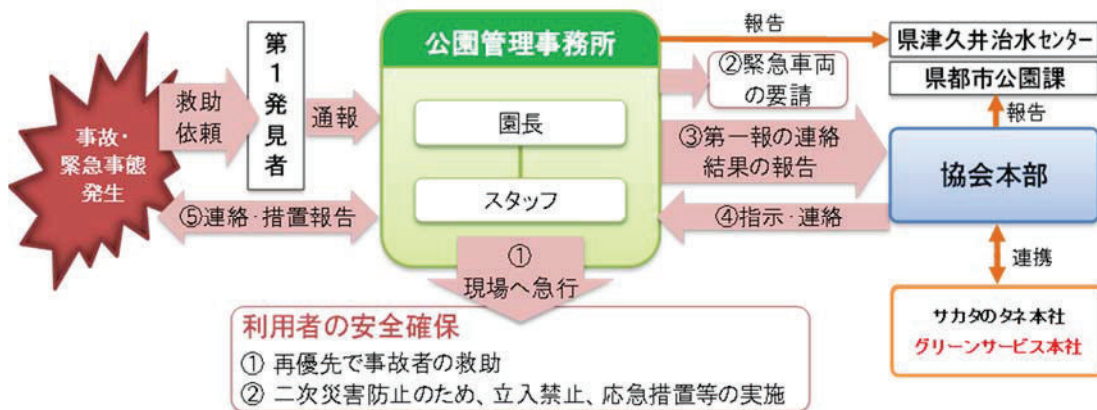 事故・
緊急事態
発生
救助
依頼
第1発見者
通報
⑤連絡・措置報告
公園管理事務所
園長
スタッフ
①
現場へ急行
報告
県津久井治水センター
②緊急車両
の要請
県都市公園課
報告
③第一報の連絡
結果の報告
協会本部
④指示・連絡
連携
サカタのタネ本社
グリーンサービス本社
利用者の安全確保
① 再優先で事故者の救助
② 二次災害防止のため、立入禁止、応急措置等の実施